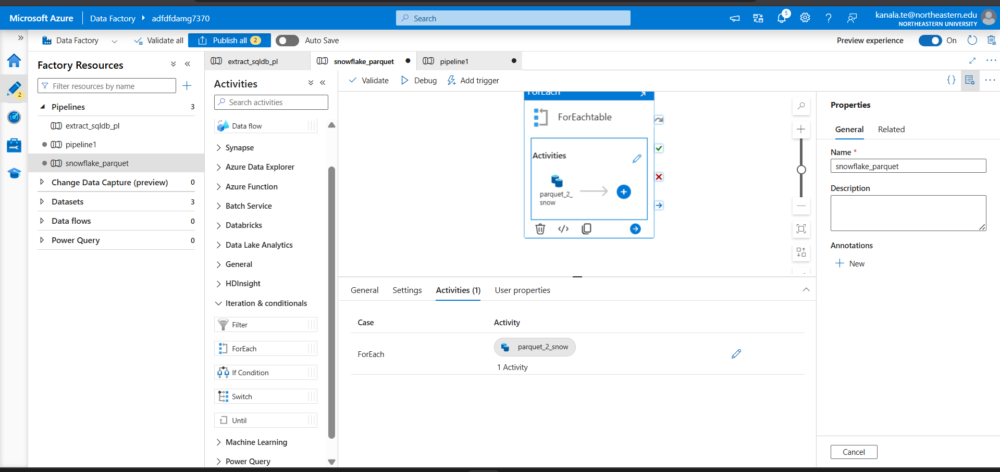 Microsoft Azure
Data Factory
adfdfdamg7370
Search
5
kanala.te@northeastern.edu
NORTHEASTERN UNIVERSITY
Data Factory
Validate all
Publish all 2
Auto Save
Preview experience
On
2
Factory Resources
Filter resources by name
Pipelines 3
extract_sqldb_pl
pipeline1
snowflake_parquet
Change Data Capture (preview) 0
Datasets 3
Data flows 0
Power Query 0
extract_sqldb_pl
snowflake_parquet
pipeline1
Activities
Search activities
Data flow
Synapse
Azure Data Explorer
Azure Function
Batch Service
Databricks
Data Lake Analytics
General
HDInsight
Iteration & conditionals
Filter
ForEach
If Condition
Switch
Until
Machine Learning
Power Query
Validate
Debug
Add trigger
ForEach
ForEachtable
Activities
parquet_2_
snow
General
Settings
Activities (1)
User properties
Case
Activity
ForEach
parquet_2_snow
1 Activity
Properties
General
Related
Name *
snowflake_parquet
Description
Annotations
New
Cancel